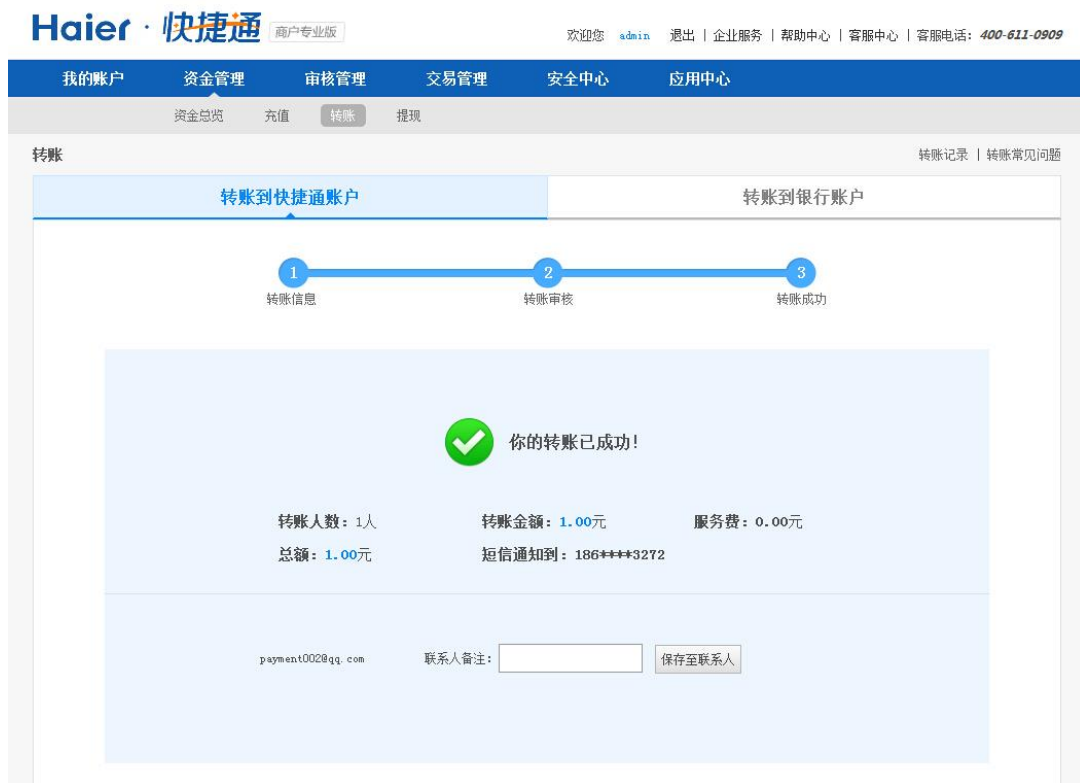 Haier · 快捷通 商户专业版
欢迎您 admin 退出 | 企业服务 | 帮助中心 | 客服中心 | 客服电话: 400-611-0909
我的账户 资金管理 审核管理 交易管理 安全中心 应用中心
资金总览 充值 转账 提现
转账 转账记录 | 转账常见问题
转账到快捷通账户 转账到银行账户
1 2 3
转账信息 转账审核 转账成功
你的转账已成功!
转账人数: 1人 转账金额: 1.00元 服务费: 0.00元
总额: 1.00元 短信通知到: 186****3272
payment002@qq.com 联系人备注: 保存至联系人